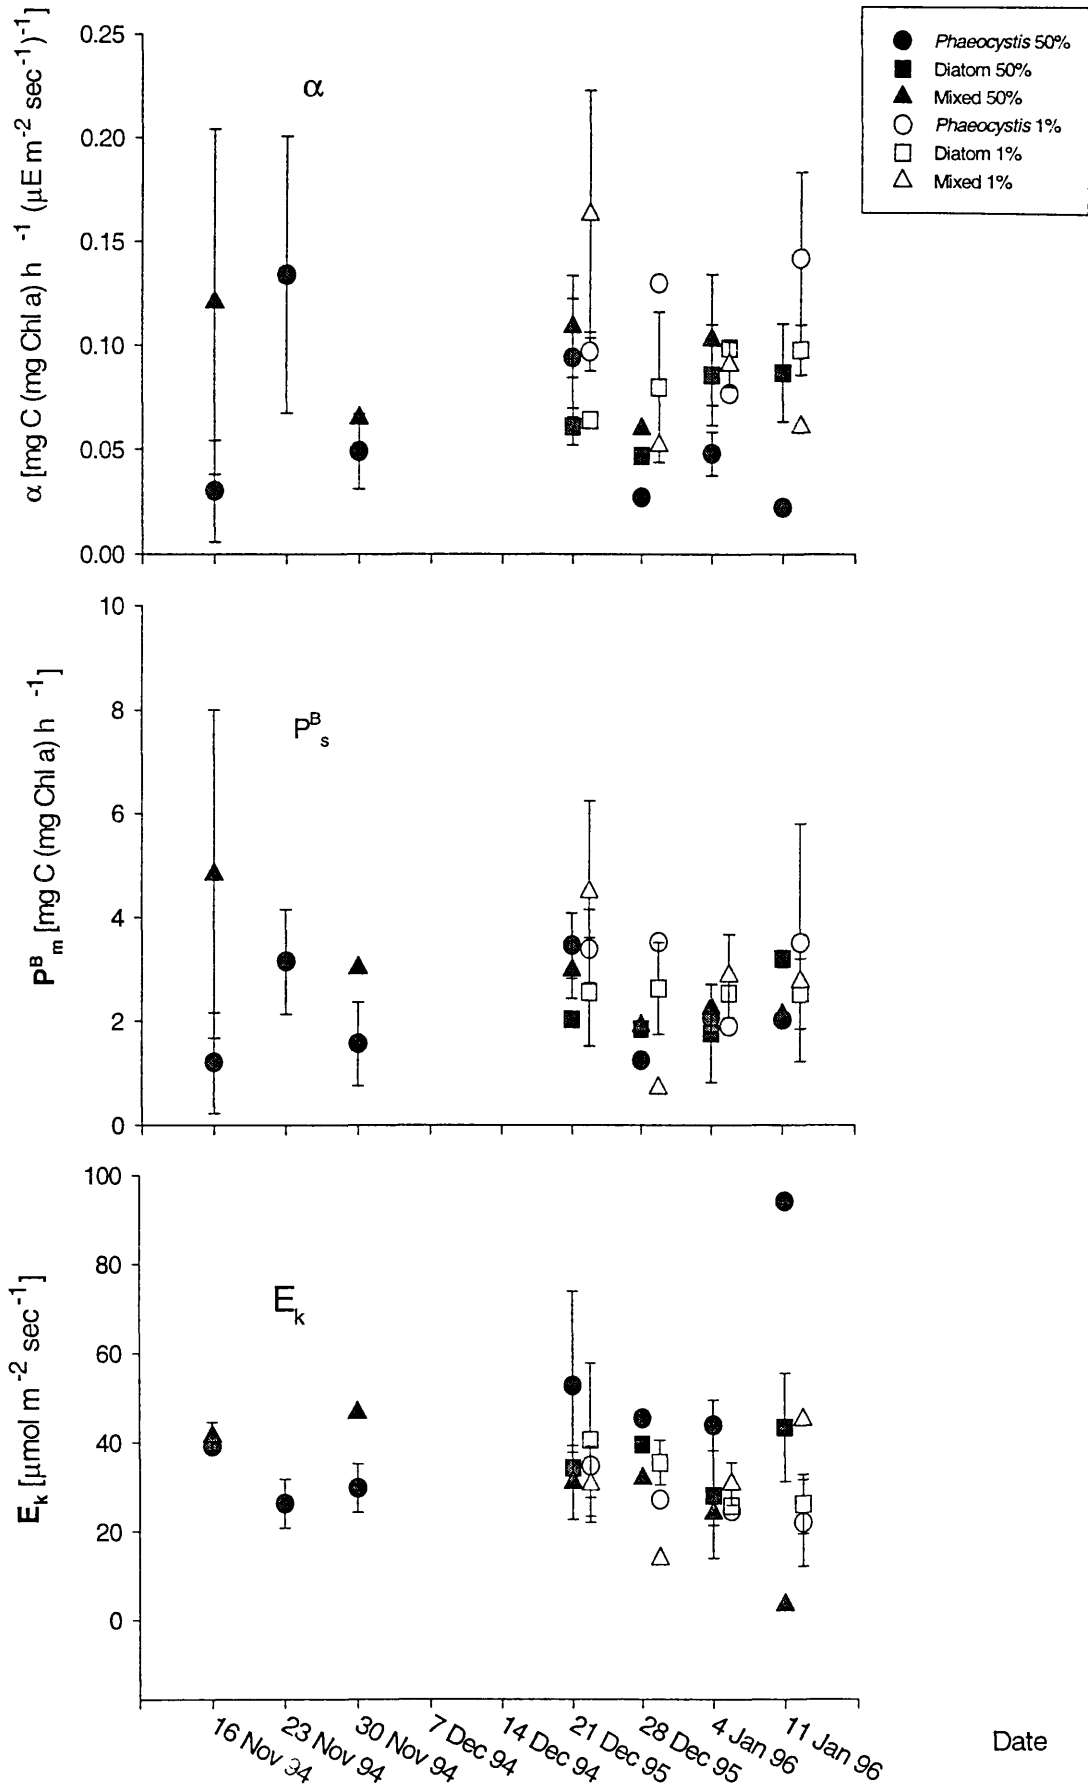 Phaeocystis 50%
Diatom 50%
Mixed 50%
Phaeocystis 1%
Diatom 1%
Mixed 1%
α [mg C (mg Chl a) h ⁻¹ (µE m⁻² sec⁻¹)⁻¹]
α
0.25
0.20
0.15
0.10
0.05
0.00
Pᴮₘ [mg C (mg Chl a) h ⁻¹]
Pᴮₛ
10
8
6
4
2
0
Eₖ [µmol m⁻² sec⁻¹]
Eₖ
100
80
60
40
20
0
16 Nov 94
23 Nov 94
30 Nov 94
7 Dec 94
14 Dec 94
21 Dec 95
28 Dec 95
4 Jan 96
11 Jan 96
Date